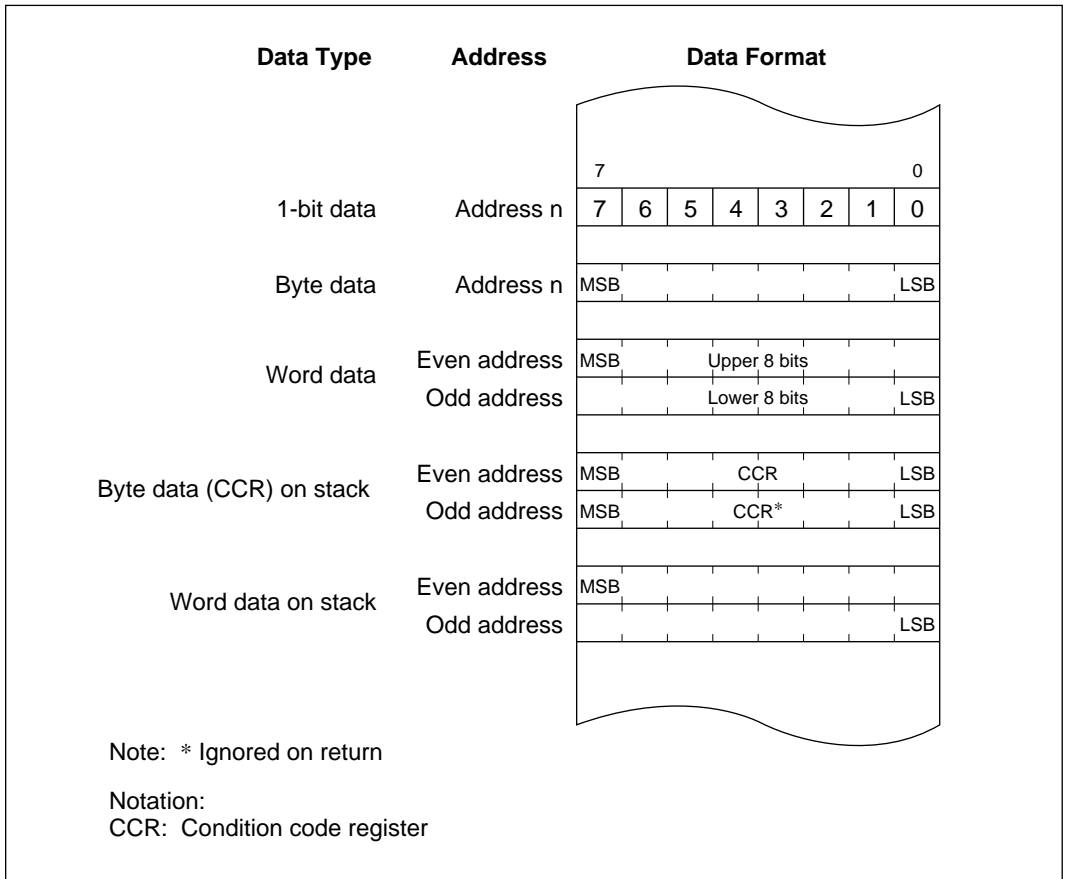 Data Type Address Data Format
7 0
1-bit data Address n 7 6 5 4 3 2 1 0
Byte data Address n MSB LSB
Word data
Even address MSB Upper 8 bits
Odd address Lower 8 bits LSB
Byte data (CCR) on stack
Even address MSB CCR LSB
Odd address MSB CCR* LSB
Word data on stack
Even address MSB
Odd address LSB
Note: * Ignored on return
Notation:
CCR: Condition code register